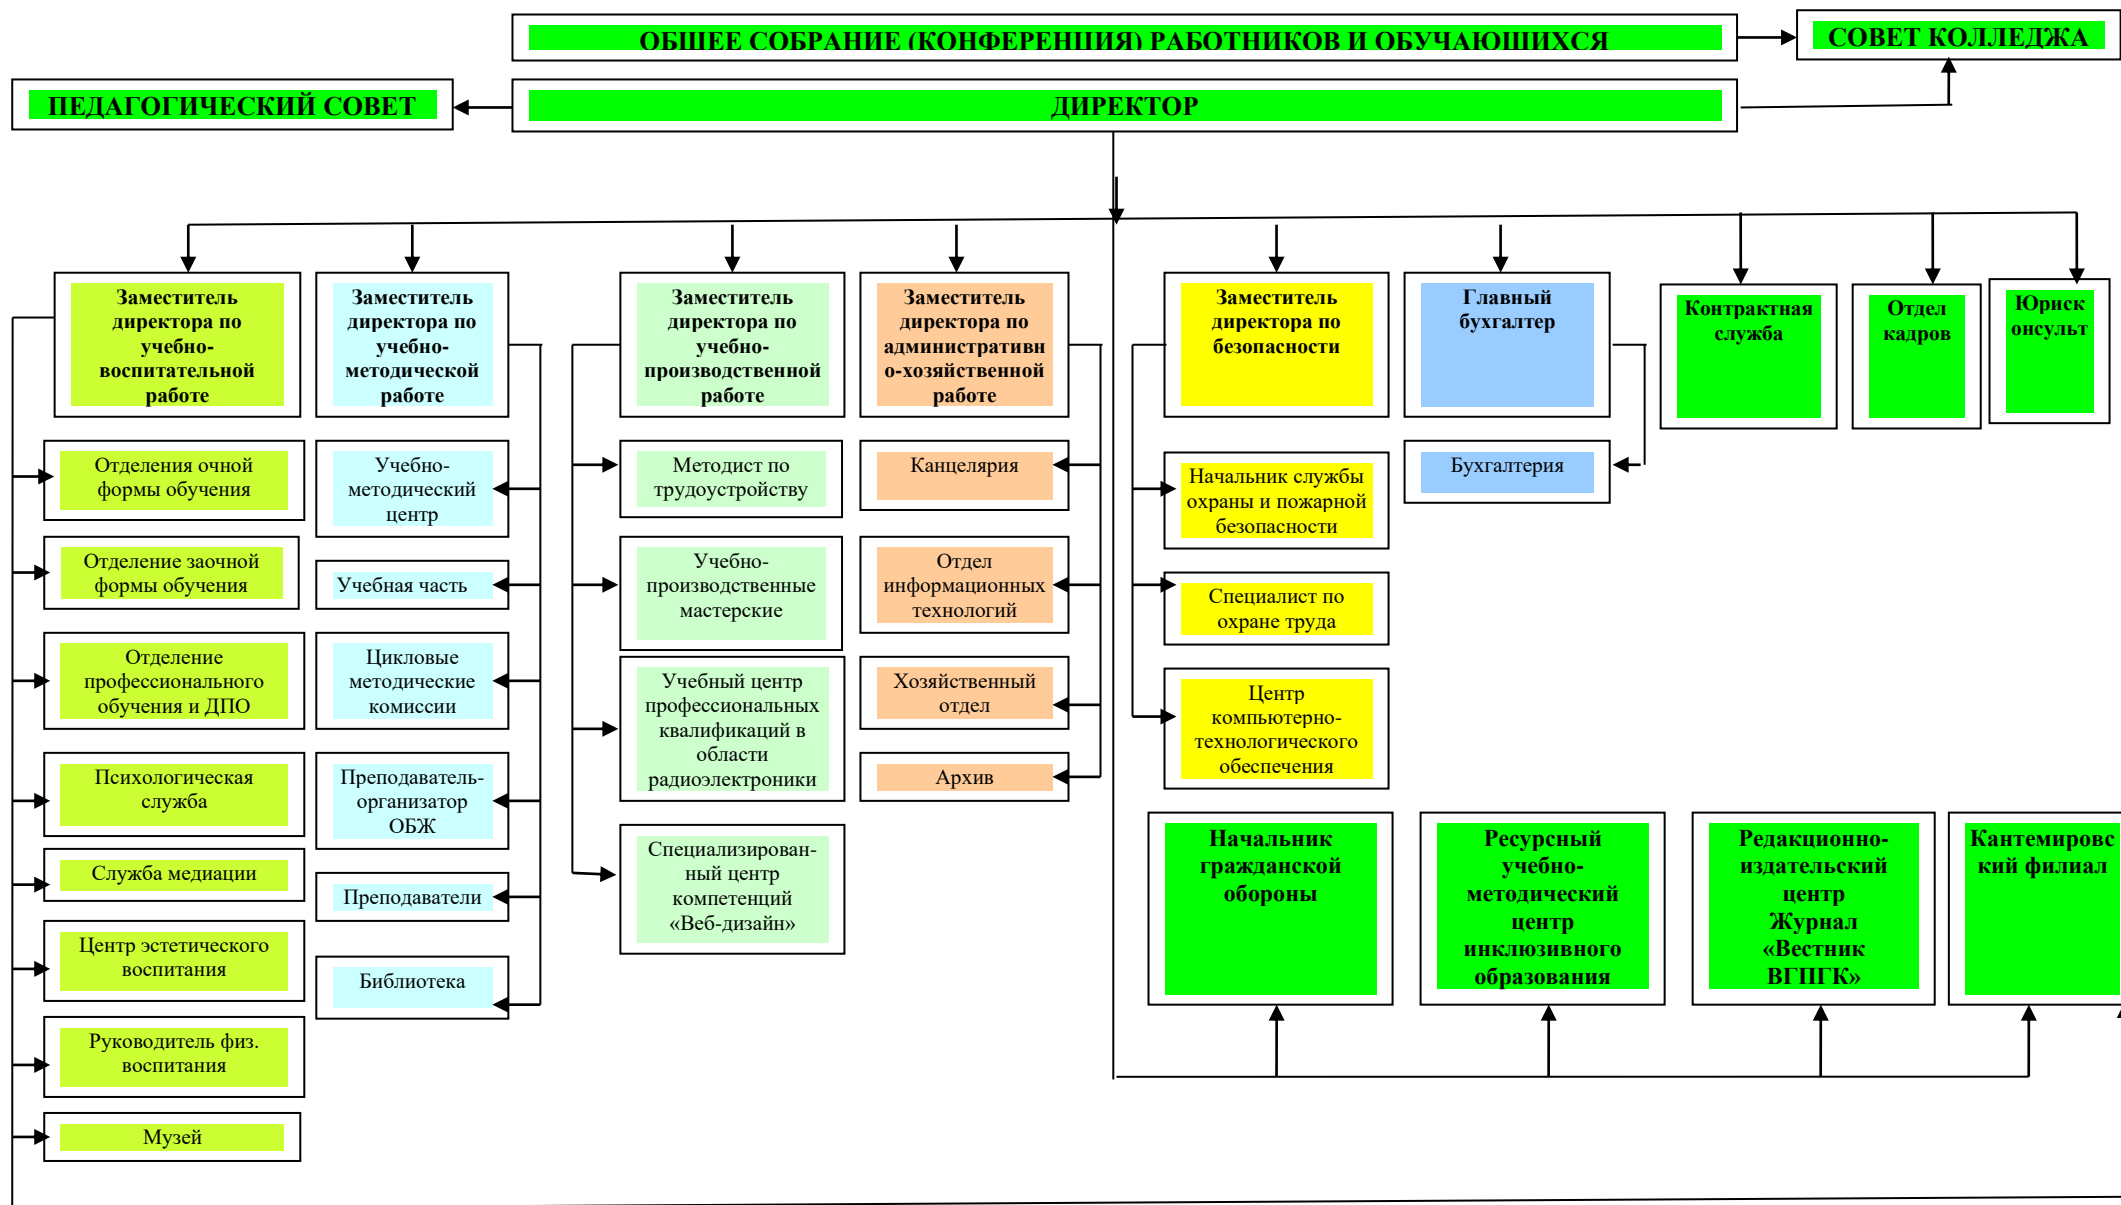 ОБЩЕЕ СОБРАНИЕ (КОНФЕРЕНЦИЯ) РАБОТНИКОВ И ОБУЧАЮЩИХСЯ
СОВЕТ КОЛЛЕДЖА
ПЕДАГОГИЧЕСКИЙ СОВЕТ
ДИРЕКТОР
Заместитель
директора по
учебно-
воспитательной
работе
Заместитель
директора по
учебно-
методической
работе
Заместитель
директора по
учебно-
производственной
работе
Заместитель
директора по
административн
о-хозяйственной
работе
Заместитель
директора по
безопасности
Главный
бухгалтер
Контрактная
служба
Отдел
кадров
Юриск
онсульт
Отделения очной
формы обучения
Отделение заочной
формы обучения
Отделение
профессионального
обучения и ДПО
Психологическая
служба
Служба медиации
Центр эстетического
воспитания
Руководитель физ.
воспитания
Музей
Учебно-
методический
центр
Учебная часть
Цикловые
методические
комиссии
Преподаватель-
организатор
ОБЖ
Преподаватели
Библиотека
Методист по
трудоустройству
Учебно-
производственные
мастерские
Учебный центр
профессиональных
квалификаций в
области
радиоэлектроники
Специализирован-
ный центр
компетенций
«Веб-дизайн»
Канцелярия
Отдел
информационных
технологий
Хозяйственный
отдел
Архив
Начальник службы
охраны и пожарной
безопасности
Специалист по
охране труда
Центр
компьютерно-
технологического
обеспечения
Бухгалтерия
Начальник
гражданской
обороны
Ресурсный
учебно-
методический
центр
инклюзивного
образования
Редакционно-
издательский
центр
Журнал
«Вестник
ВГПГК»
Кантемировс
кий филиал